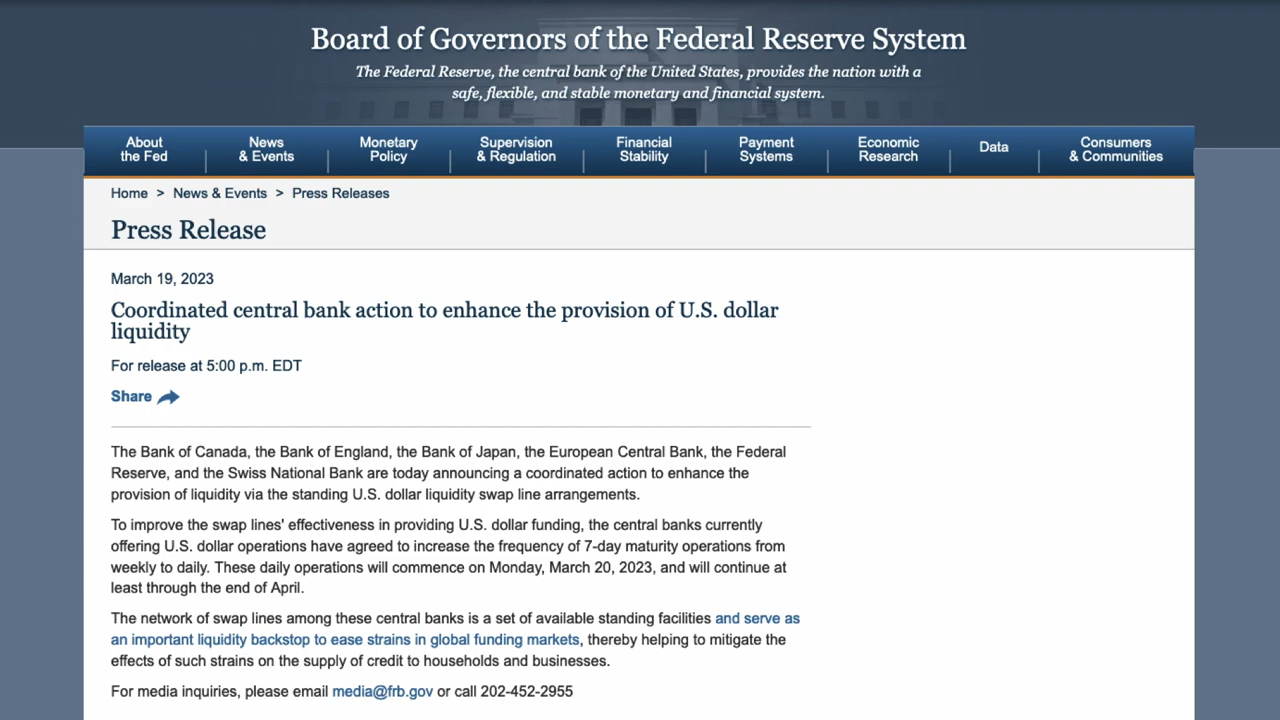 Board of Governors of the Federal Reserve System
The Federal Reserve, the central bank of the United States, provides the nation with a
safe, flexible, and stable monetary and financial system.
About
the Fed
News
& Events
Monetary
Policy
Supervision
& Regulation
Financial
Stability
Payment
Systems
Economic
Research
Data
Consumers
& Communities
Home > News & Events > Press Releases
Press Release
March 19, 2023
Coordinated central bank action to enhance the provision of U.S. dollar
liquidity
For release at 5:00 p.m. EDT
Share
The Bank of Canada, the Bank of England, the Bank of Japan, the European Central Bank, the Federal
Reserve, and the Swiss National Bank are today announcing a coordinated action to enhance the
provision of liquidity via the standing U.S. dollar liquidity swap line arrangements.
To improve the swap lines' effectiveness in providing U.S. dollar funding, the central banks currently
offering U.S. dollar operations have agreed to increase the frequency of 7-day maturity operations from
weekly to daily. These daily operations will commence on Monday, March 20, 2023, and will continue at
least through the end of April.
The network of swap lines among these central banks is a set of available standing facilities and serve as
an important liquidity backstop to ease strains in global funding markets, thereby helping to mitigate the
effects of such strains on the supply of credit to households and businesses.
For media inquiries, please email media@frb.gov or call 202-452-2955